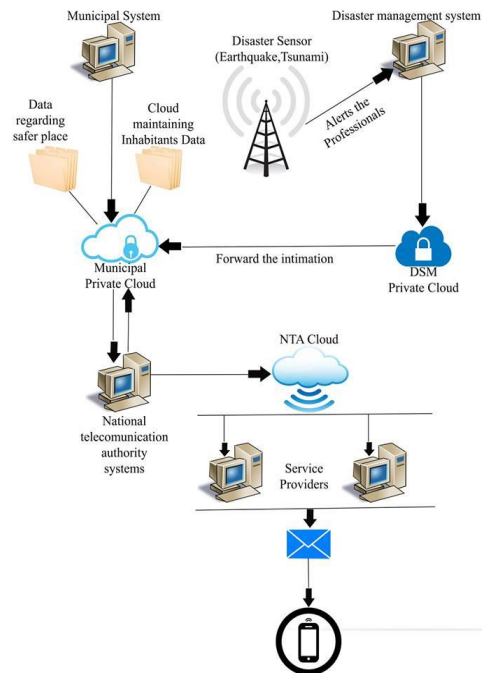 Municipal System
Disaster management system
Disaster Sensor
(Earthquake,Tsunami)
Data
regarding
safer place
Cloud
maintaining
Inhabitants Data
Alerts the
Professionals
Municipal
Private Cloud
Forward the intimation
DSM
Private Cloud
NTA Cloud
National
telecomunication
authority
systems
Service
Providers